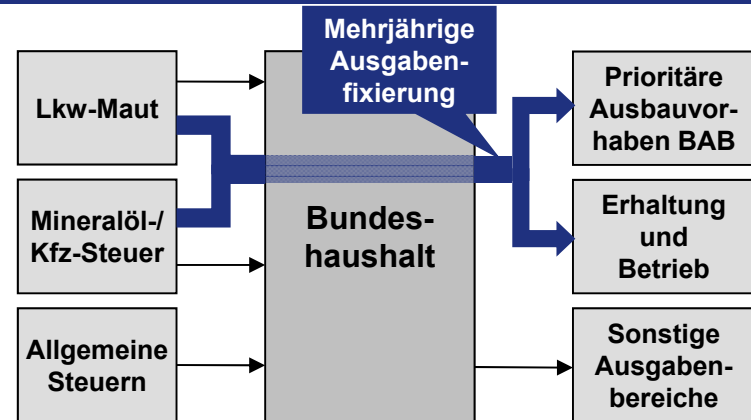 Mehrjährige
Ausgaben-
fixierung
Lkw-Maut
Mineralöl-/
Kfz-Steuer
Allgemeine
Steuern
Bundes-
haushalt
Prioritäre
Ausbauvor-
haben BAB
Erhaltung
und
Betrieb
Sonstige
Ausgaben-
bereiche